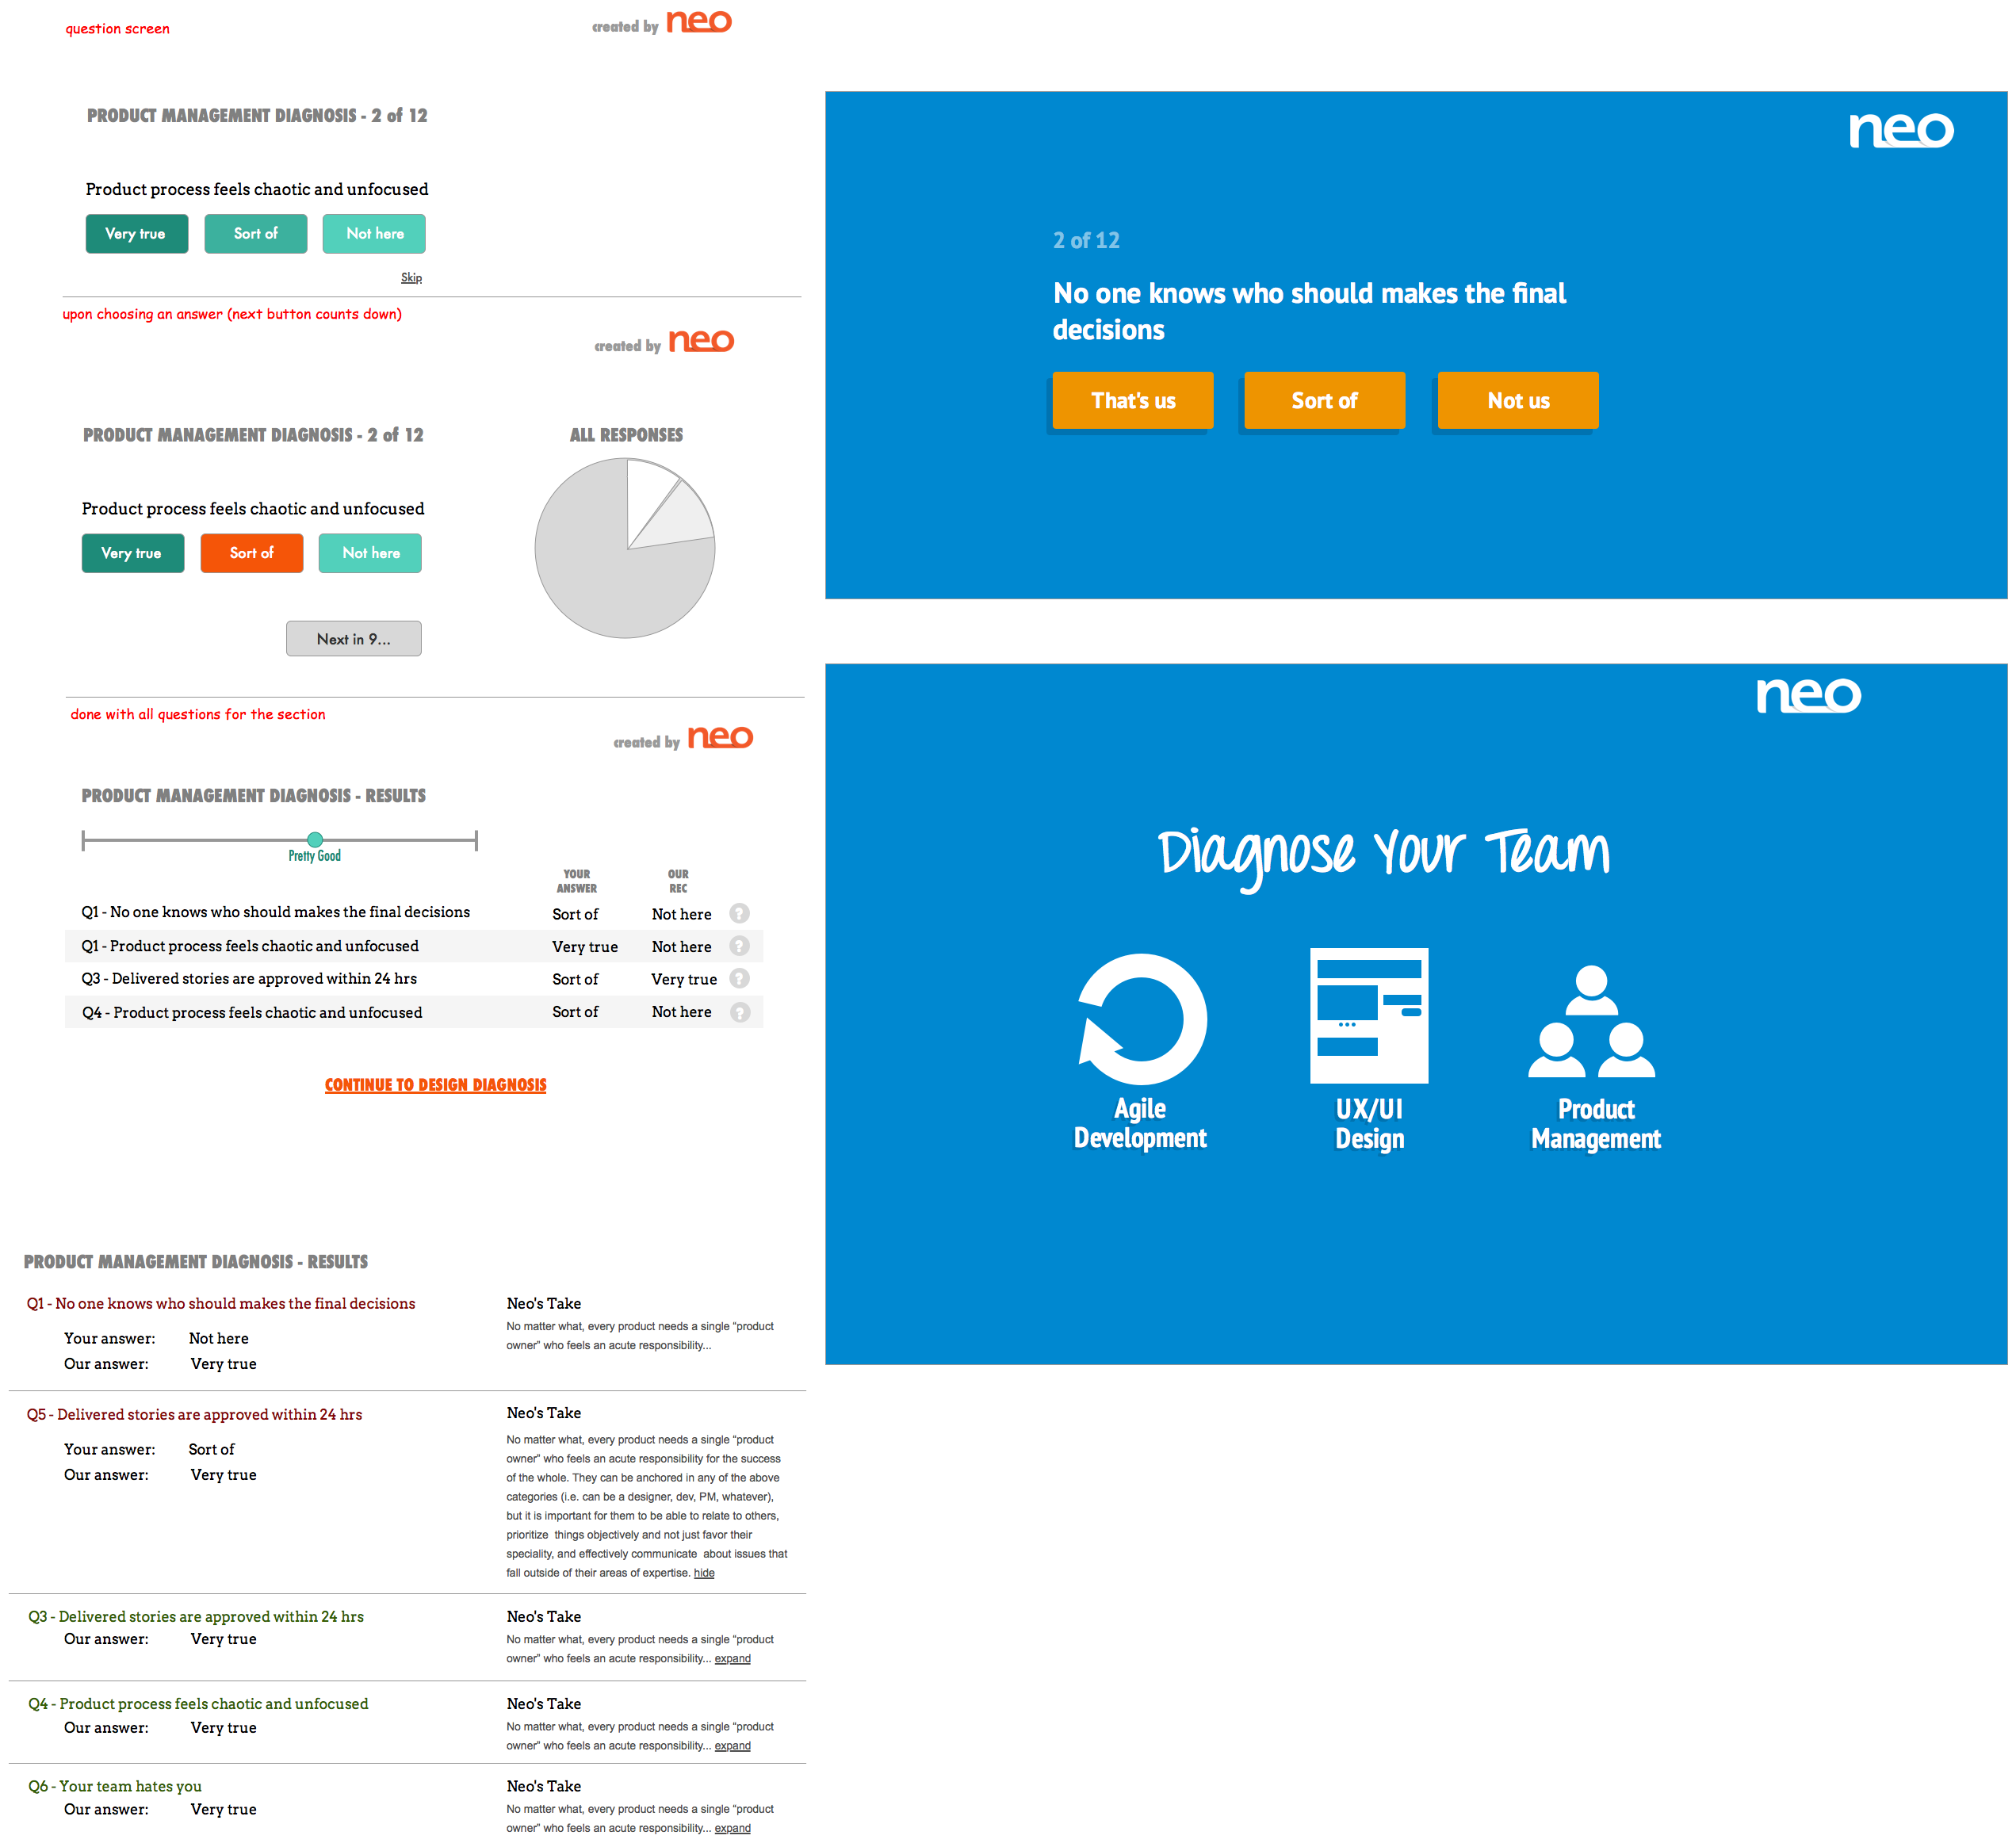 question screen
created by neo
PRODUCT MANAGEMENT DIAGNOSIS - 2 of 12
Product process feels chaotic and unfocused
Very true
Sort of
Not here
Skip
upon choosing an answer (next button counts down)
created by neo
PRODUCT MANAGEMENT DIAGNOSIS - 2 of 12
ALL RESPONSES
Product process feels chaotic and unfocused
Very true
Sort of
Not here
Next in 9...
done with all questions for the section
created by neo
PRODUCT MANAGEMENT DIAGNOSIS - RESULTS
Pretty Good
YOUR
ANSWER
OUR
REC
Q1 - No one knows who should makes the final decisions
Sort of
Not here
?
Q1 - Product process feels chaotic and unfocused
Very true
Not here
?
Q3 - Delivered stories are approved within 24 hrs
Sort of
Very true
?
Q4 - Product process feels chaotic and unfocused
Sort of
Not here
?
CONTINUE TO DESIGN DIAGNOSIS
PRODUCT MANAGEMENT DIAGNOSIS - RESULTS
Q1 - No one knows who should makes the final decisions
Your answer: Not here
Our answer: Very true
Neo's Take
No matter what, every product needs a single “product
owner” who feels an acute responsibility...
Q5 - Delivered stories are approved within 24 hrs
Your answer: Sort of
Our answer: Very true
Neo's Take
No matter what, every product needs a single “product
owner” who feels an acute responsibility for the success
of the whole. They can be anchored in any of the above
categories (i.e. can be a designer, dev, PM, whatever),
but it is important for them to be able to relate to others,
prioritize things objectively and not just favor their
speciality, and effectively communicate about issues that
fall outside of their areas of expertise. hide
Q3 - Delivered stories are approved within 24 hrs
Our answer: Very true
Neo's Take
No matter what, every product needs a single “product
owner” who feels an acute responsibility... expand
Q4 - Product process feels chaotic and unfocused
Our answer: Very true
Neo's Take
No matter what, every product needs a single “product
owner” who feels an acute responsibility... expand
Q6 - Your team hates you
Our answer: Very true
Neo's Take
No matter what, every product needs a single “product
owner” who feels an acute responsibility... expand
neo
2 of 12
No one knows who should makes the final
decisions
That's us
Sort of
Not us
neo
Diagnose Your Team
Agile
Development
UX/UI
Design
Product
Management